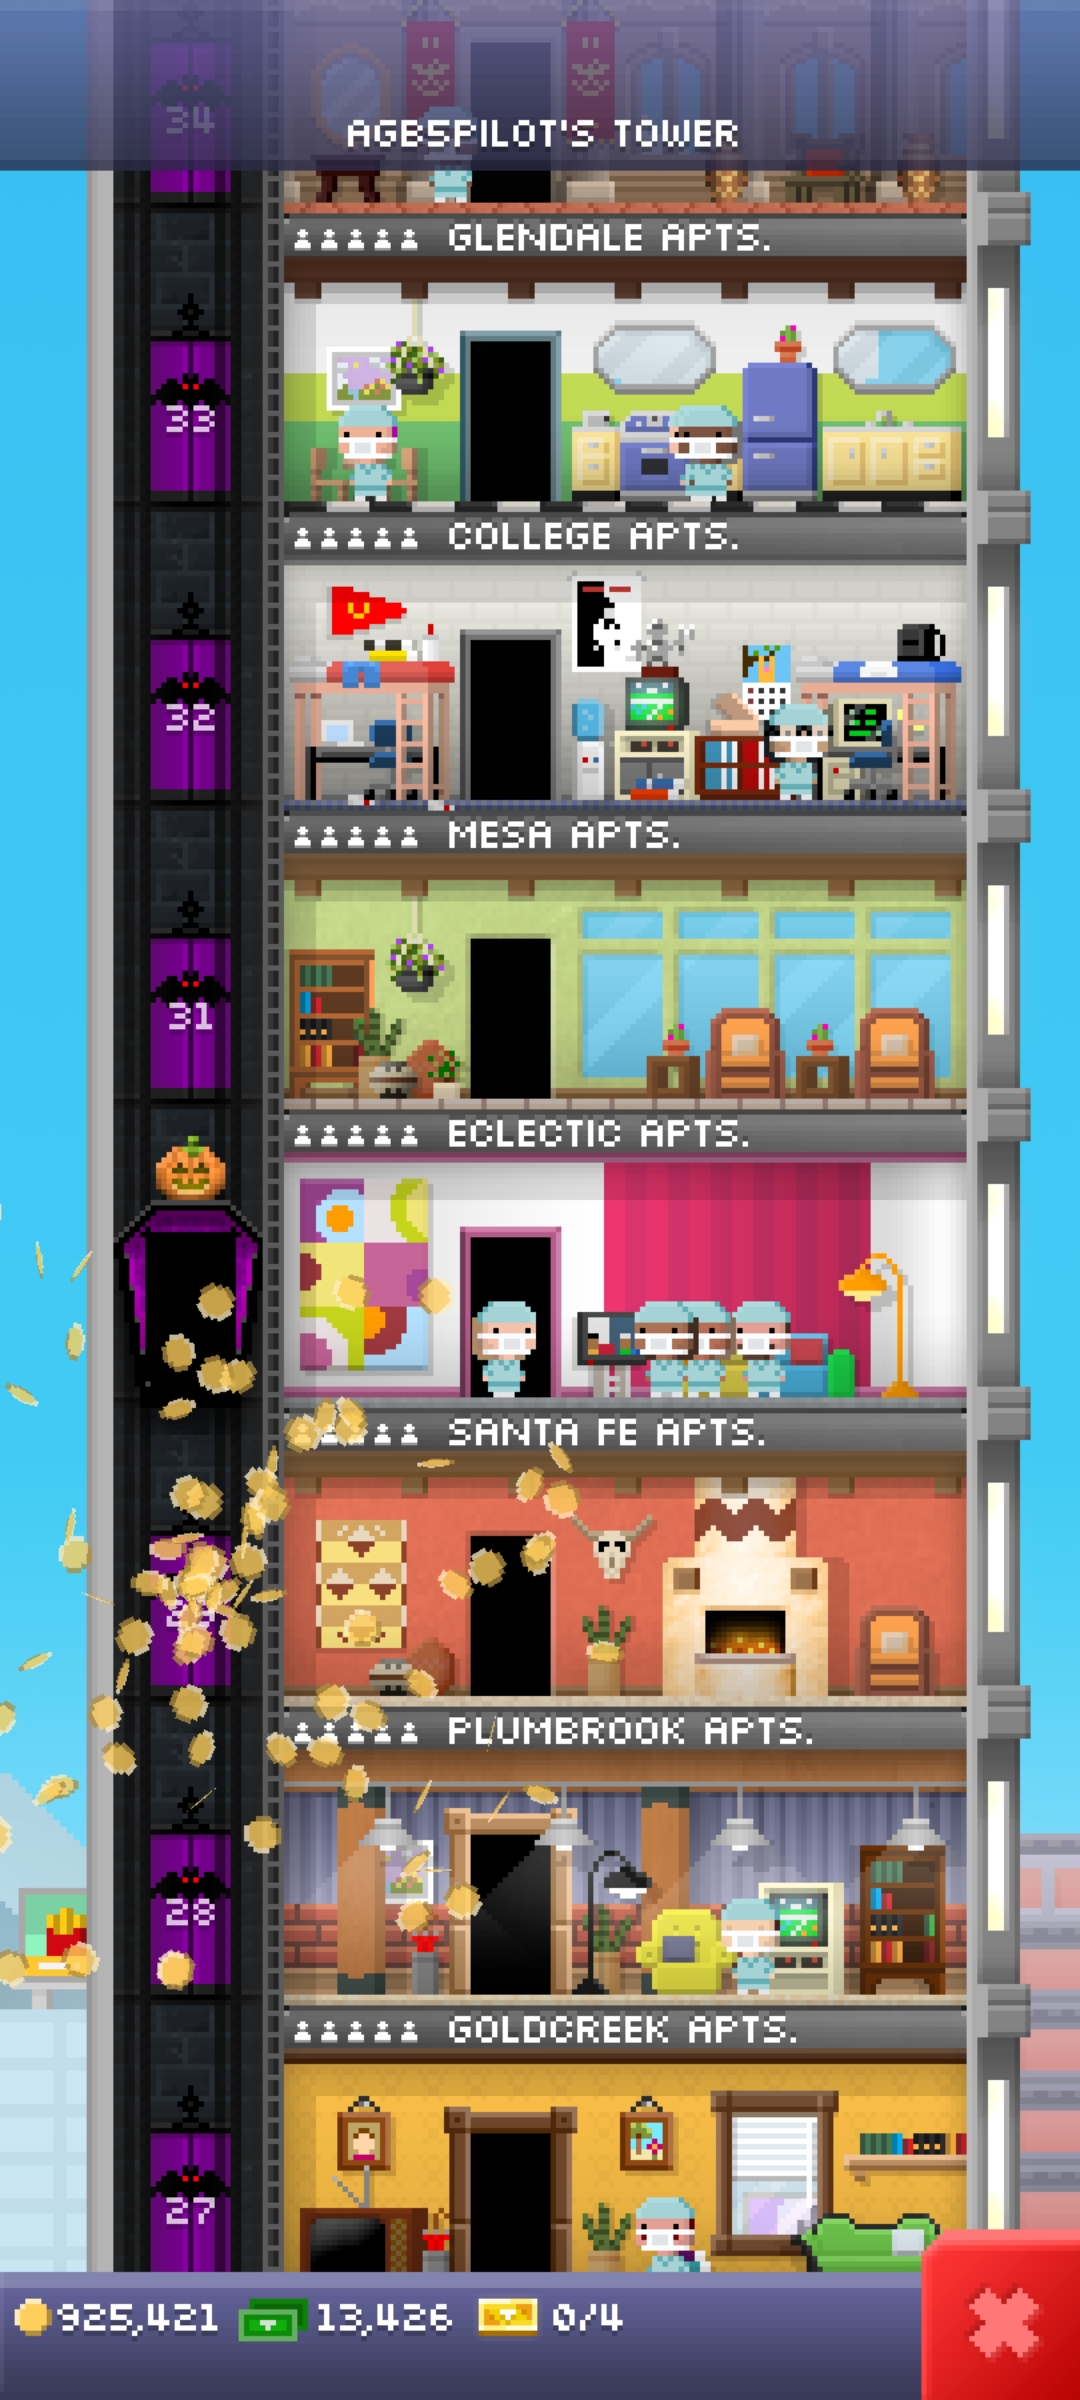 34
AGB5PILOT'S TOWER
GLENDALE APTS.
33
COLLEGE APTS.
32
MESA APTS.
31
ECLECTIC APTS.
SANTA FE APTS.
PLUMBROOK APTS.
28
GOLDCREEK APTS.
27
925,421
13,426
0/4